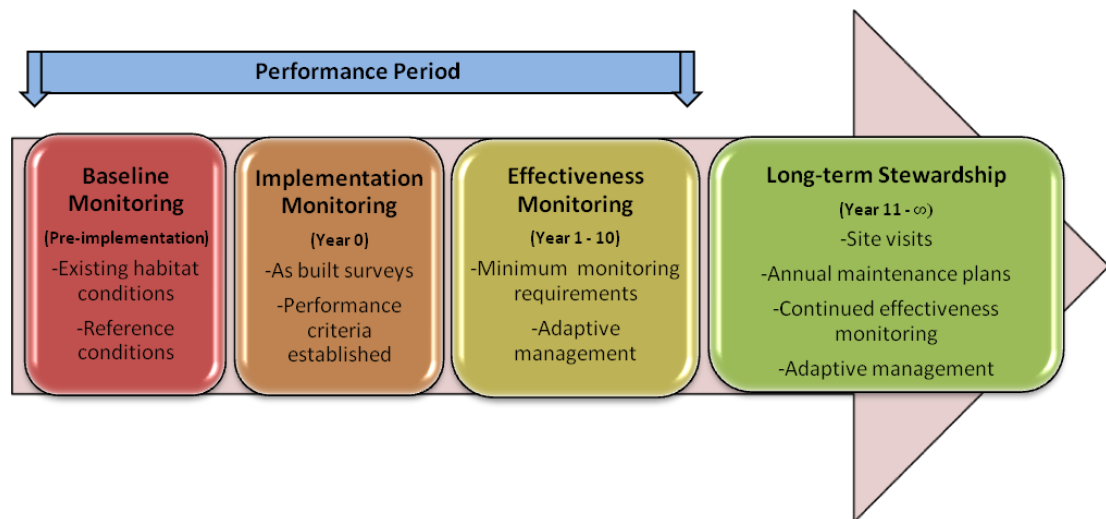 Performance Period
Baseline
Monitoring
(Pre-implementation)
-Existing habitat
conditions
-Reference
conditions
Implementation
Monitoring
(Year 0)
-As built surveys
-Performance
criteria
established
Effectiveness
Monitoring
(Year 1 - 10)
-Minimum monitoring
requirements
-Adaptive
management
Long-term Stewardship
(Year 11 - ∞)
-Site visits
-Annual maintenance plans
-Continued effectiveness
monitoring
-Adaptive management